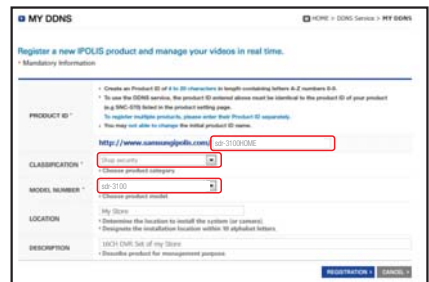 MY DDNS
HOME > DDNS Service > MY DDNS
Register a new IPOLIS product and manage your videos in real time.
* Mandatory Information
PRODUCT ID *
• Create an Product ID of 4 to 20 characters in length containing letters A-Z numbers 0-9.
• To use the DDNS service, the product ID entered above must be identical to the product ID of your product
(e.g SNC-570) listed in the product setting page.
To register multiple products, please enter their Product ID separately.
• You may not able to change the initial product ID name.
http://www.samsungipolis.com/ sdr-3100HOME
CLASSIFICATION *
Shop security
• Choose product category.
MODEL NUMBER *
sdr-3100
• Choose product model.
LOCATION
My Store
• Determine the location to install the system (or camera).
• Designate the installation location within 10 alphabet letters.
DESCRIPTION
16CH DVR Set of my Store
• Describe product for management purpose.
REGISTRATION >
CANCEL >